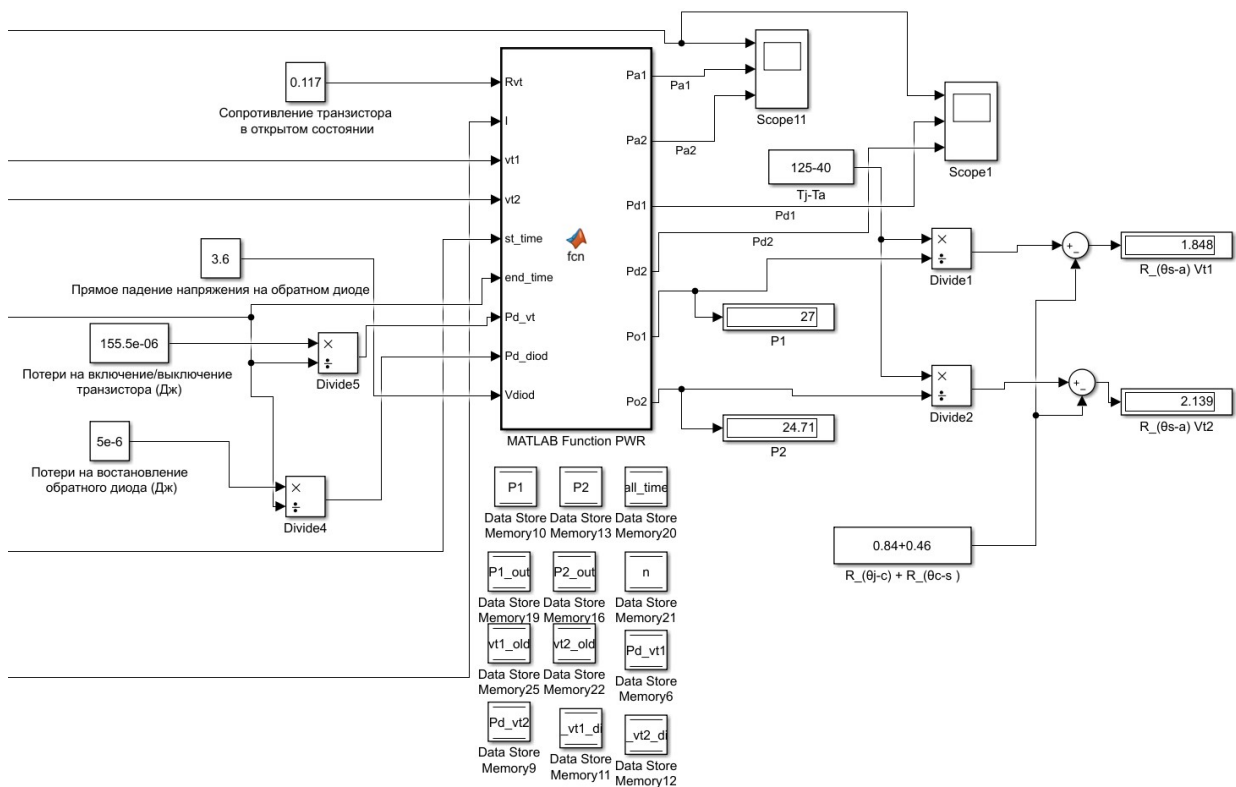 0.117
Сопротивление транзистора
в открытом состоянии
3.6
Прямое падение напряжения на обратном диоде
155.5e-06
Потери на включение/выключение
транзистора (Дж)
Divide5
5e-6
Потери на востановление
обратного диода (Дж)
Divide4
Rvt
I
vt1
vt2
st_time
end_time
Pd_vt
Pd_diod
Vdiod
fcn
Pa1
Pa2
Pd1
Pd2
Po1
Po2
MATLAB Function PWR
Pa1
Pa2
Pd1
Pd2
Scope11
Scope1
125-40
Tj-Ta
Divide1
1.848
R_(θs-a) Vt1
27
P1
Divide2
2.139
R_(θs-a) Vt2
24.71
P2
0.84+0.46
R_(θj-c) + R_(θc-s )
P1
P2
all_time
Data Store
Memory10
Data Store
Memory13
Data Store
Memory20
P1_out
P2_out
n
Data Store
Memory19
Data Store
Memory16
Data Store
Memory21
vt1_old
vt2_old
Pd_vt1
Data Store
Memory25
Data Store
Memory22
Data Store
Memory6
Pd_vt2
_vt1_di
_vt2_di
Data Store
Memory9
Data Store
Memory11
Data Store
Memory12